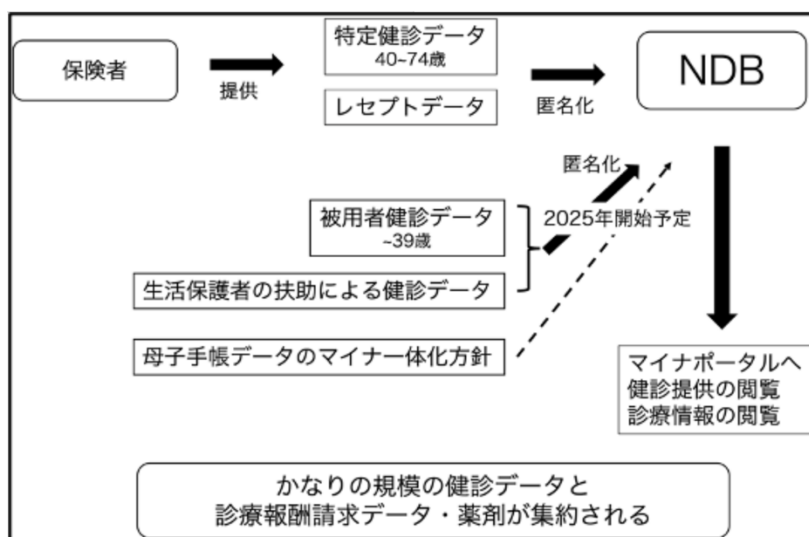 保険者
提供
特定健診データ
40~74歳
レセプトデータ
匿名化
NDB
匿名化
2025年開始予定
被用者健診データ
~39歳
生活保護者の扶助による健診データ
母子手帳データのマイナー体化方針
マイナポータルへ
健診提供の閲覧
診療情報の閲覧
かなりの規模の健診データと
診療報酬請求データ・薬剤が集約される